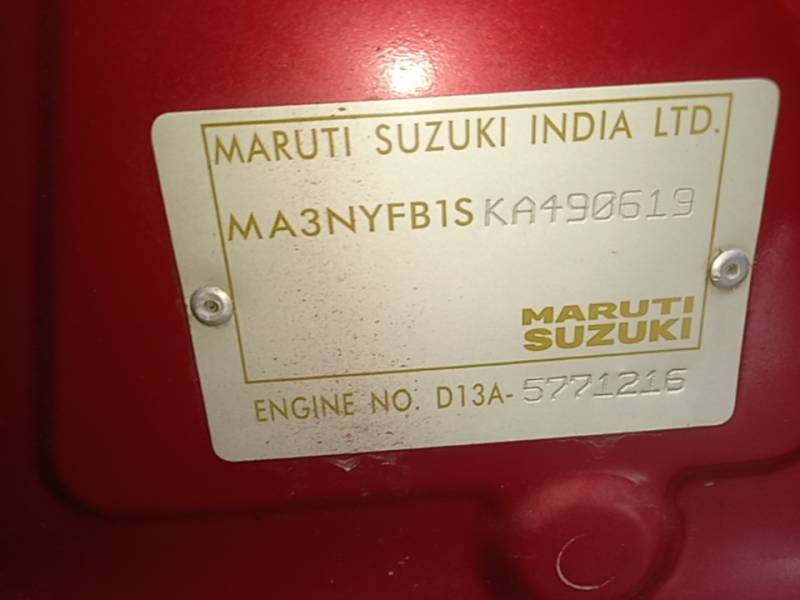 MARUTI SUZUKI INDIA LTD.
MA3NYFB1SKA490619
MARUTI
SUZUKI
ENGINE NO. D13A-5771216